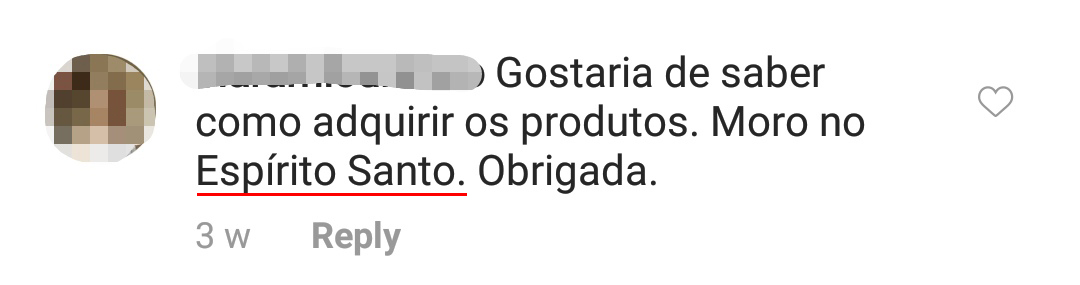 Gostaria de saber
como adquirir os produtos. Moro no
Espírito Santo. Obrigada.
3 w Reply